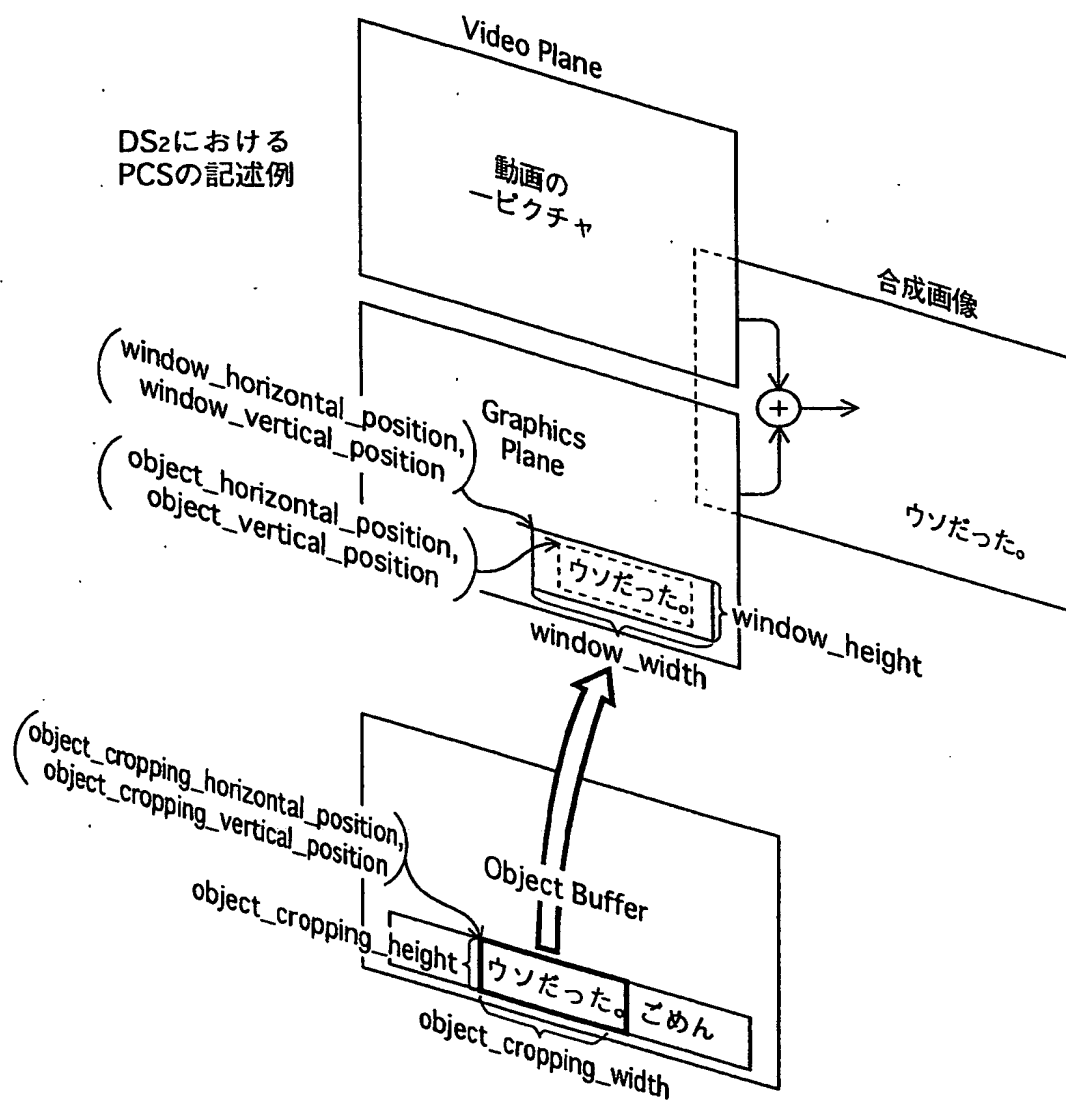 Video Plane
DS2における
PCSの記述例
動画の
一ピクチャ
合成画像
window_horizontal_position,
window_vertical_position
Graphics
Plane
object_horizontal_position,
object_vertical_position
ウソだった。
ウソだった。
window_height
window_width
object_cropping_horizontal_position,
object_cropping_vertical_position
Object Buffer
object_cropping_height
ウソだった。ごめん
object_cropping_width